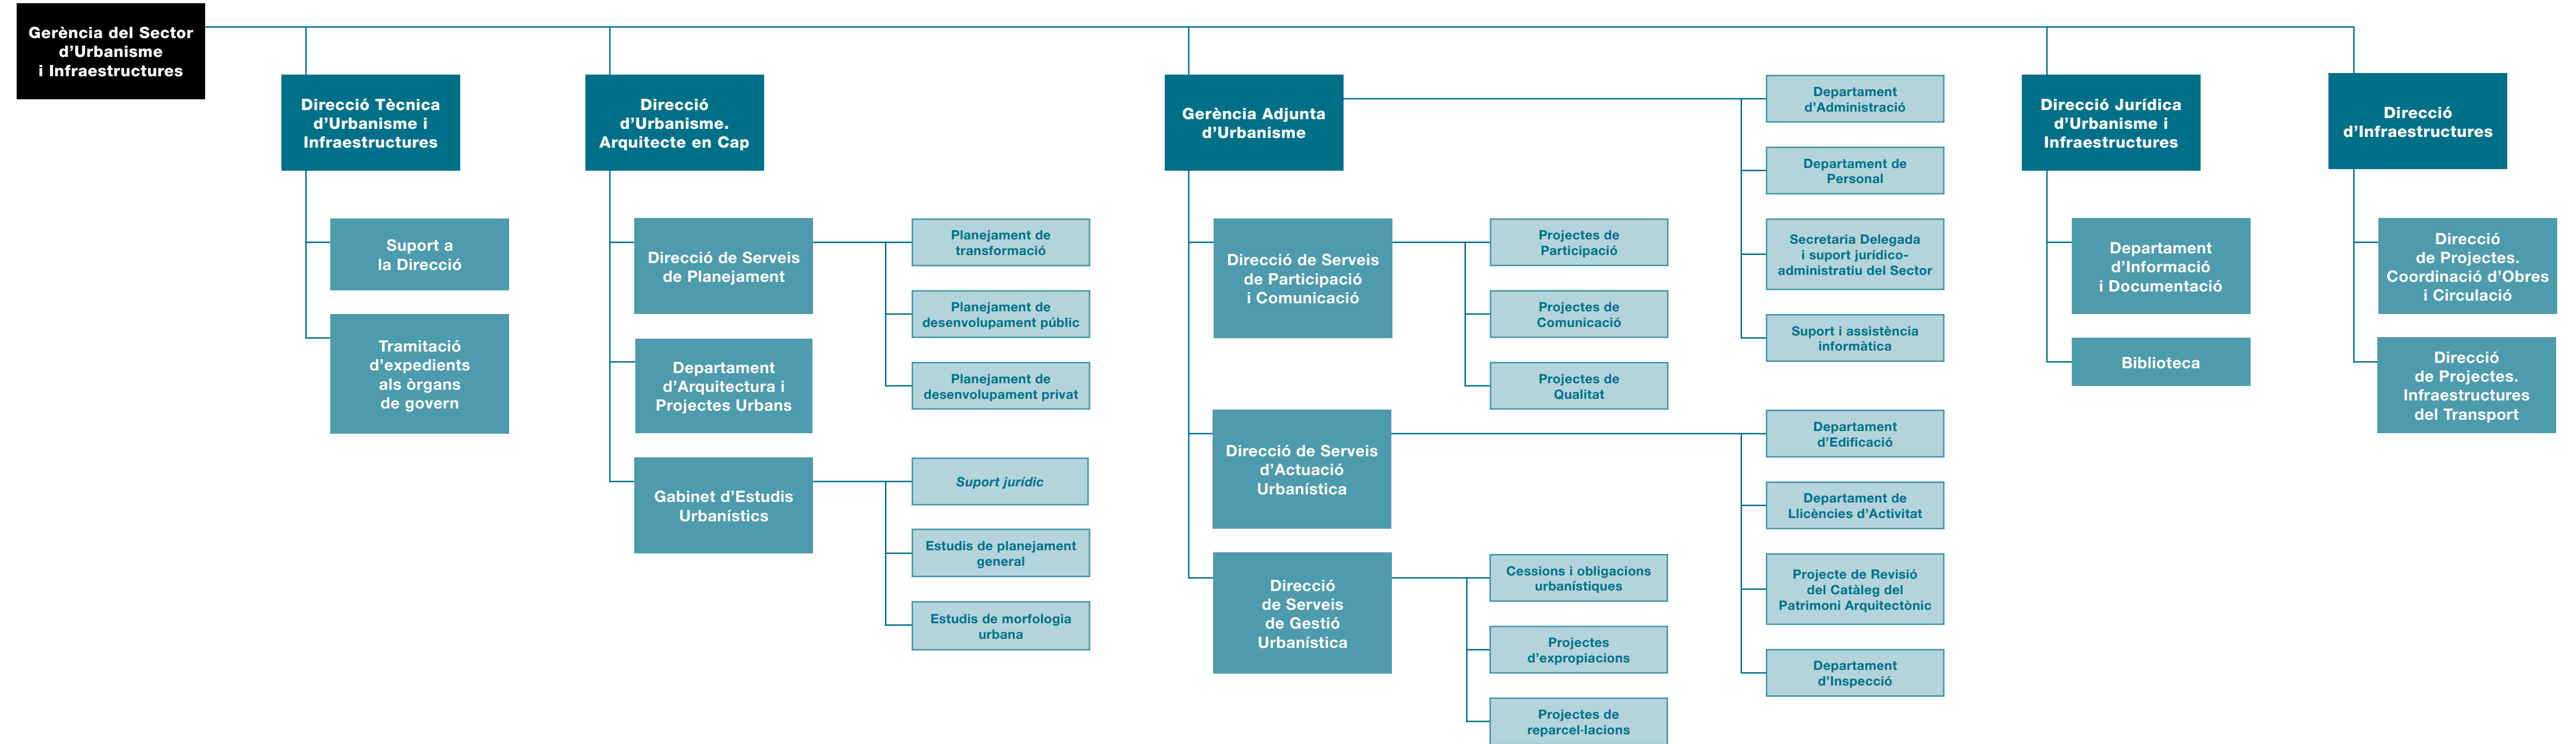 Gerència del Sector
d’Urbanisme
i Infraestructures
Direcció Tècnica
d’Urbanisme i
Infraestructures
Suport a
la Direcció
Tramitació
d’expedients
als òrgans
de govern
Direcció
d’Urbanisme.
Arquitecte en Cap
Direcció de Serveis
de Planejament
Planejament de
transformació
Planejament de
desenvolupament públic
Planejament de
desenvolupament privat
Departament
d’Arquitectura i
Projectes Urbans
Gabinet d’Estudis
Urbanístics
Suport jurídic
Estudis de planejament
general
Estudis de morfologia
urbana
Gerència Adjunta
d’Urbanisme
Departament
d’Administració
Departament de
Personal
Secretaria Delegada
i suport jurídico-
administratiu del Sector
Suport i assistència
informàtica
Direcció de Serveis
de Participació
i Comunicació
Projectes de
Participació
Projectes de
Comunicació
Projectes de
Qualitat
Direcció de Serveis
d’Actuació
Urbanística
Departament
d’Edificació
Departament de
Llicències d’Activitat
Projecte de Revisió
del Catàleg del
Patrimoni Arquitectònic
Departament
d’Inspecció
Direcció
de Serveis
de Gestió
Urbanística
Cessions i obligacions
urbanístiques
Projectes
d’expropiacions
Projectes de
reparcel·lacions
Direcció Jurídica
d’Urbanisme i
Infraestructures
Departament
d’Informació
i Documentació
Biblioteca
Direcció
d’Infraestructures
Direcció
de Projectes.
Coordinació d’Obres
i Circulació
Direcció
de Projectes.
Infraestructures
del Transport